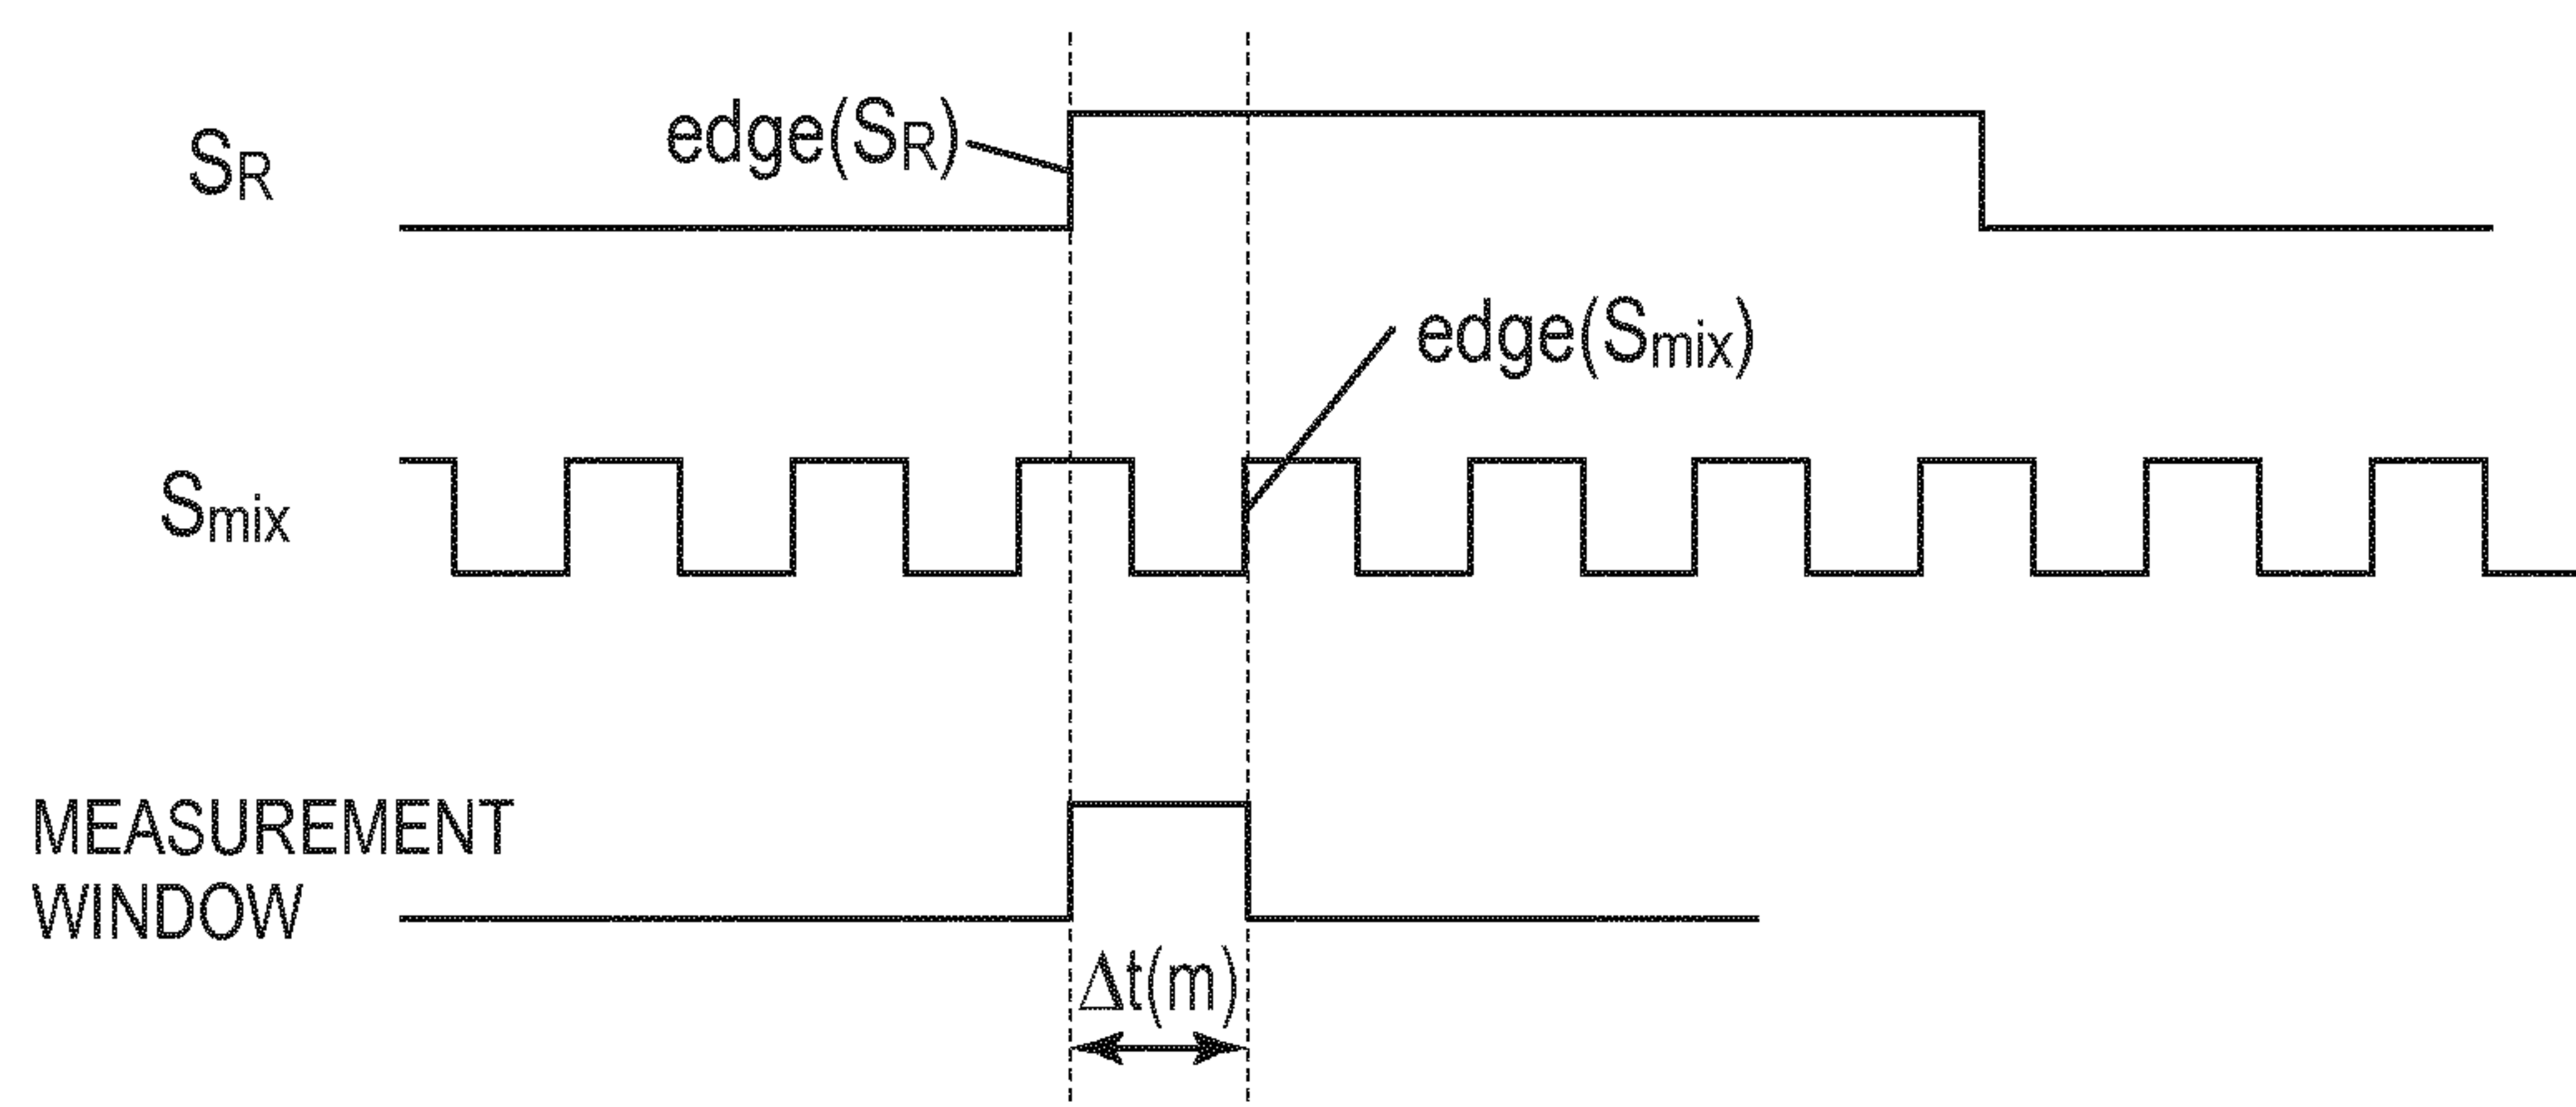 edge(SR)
SR
edge(Smix)
Smix
MEASUREMENT
WINDOW
Δt(m)